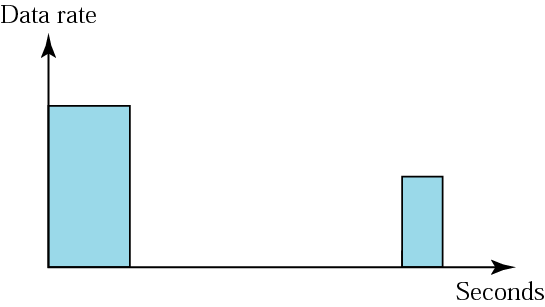 Data rate
Seconds